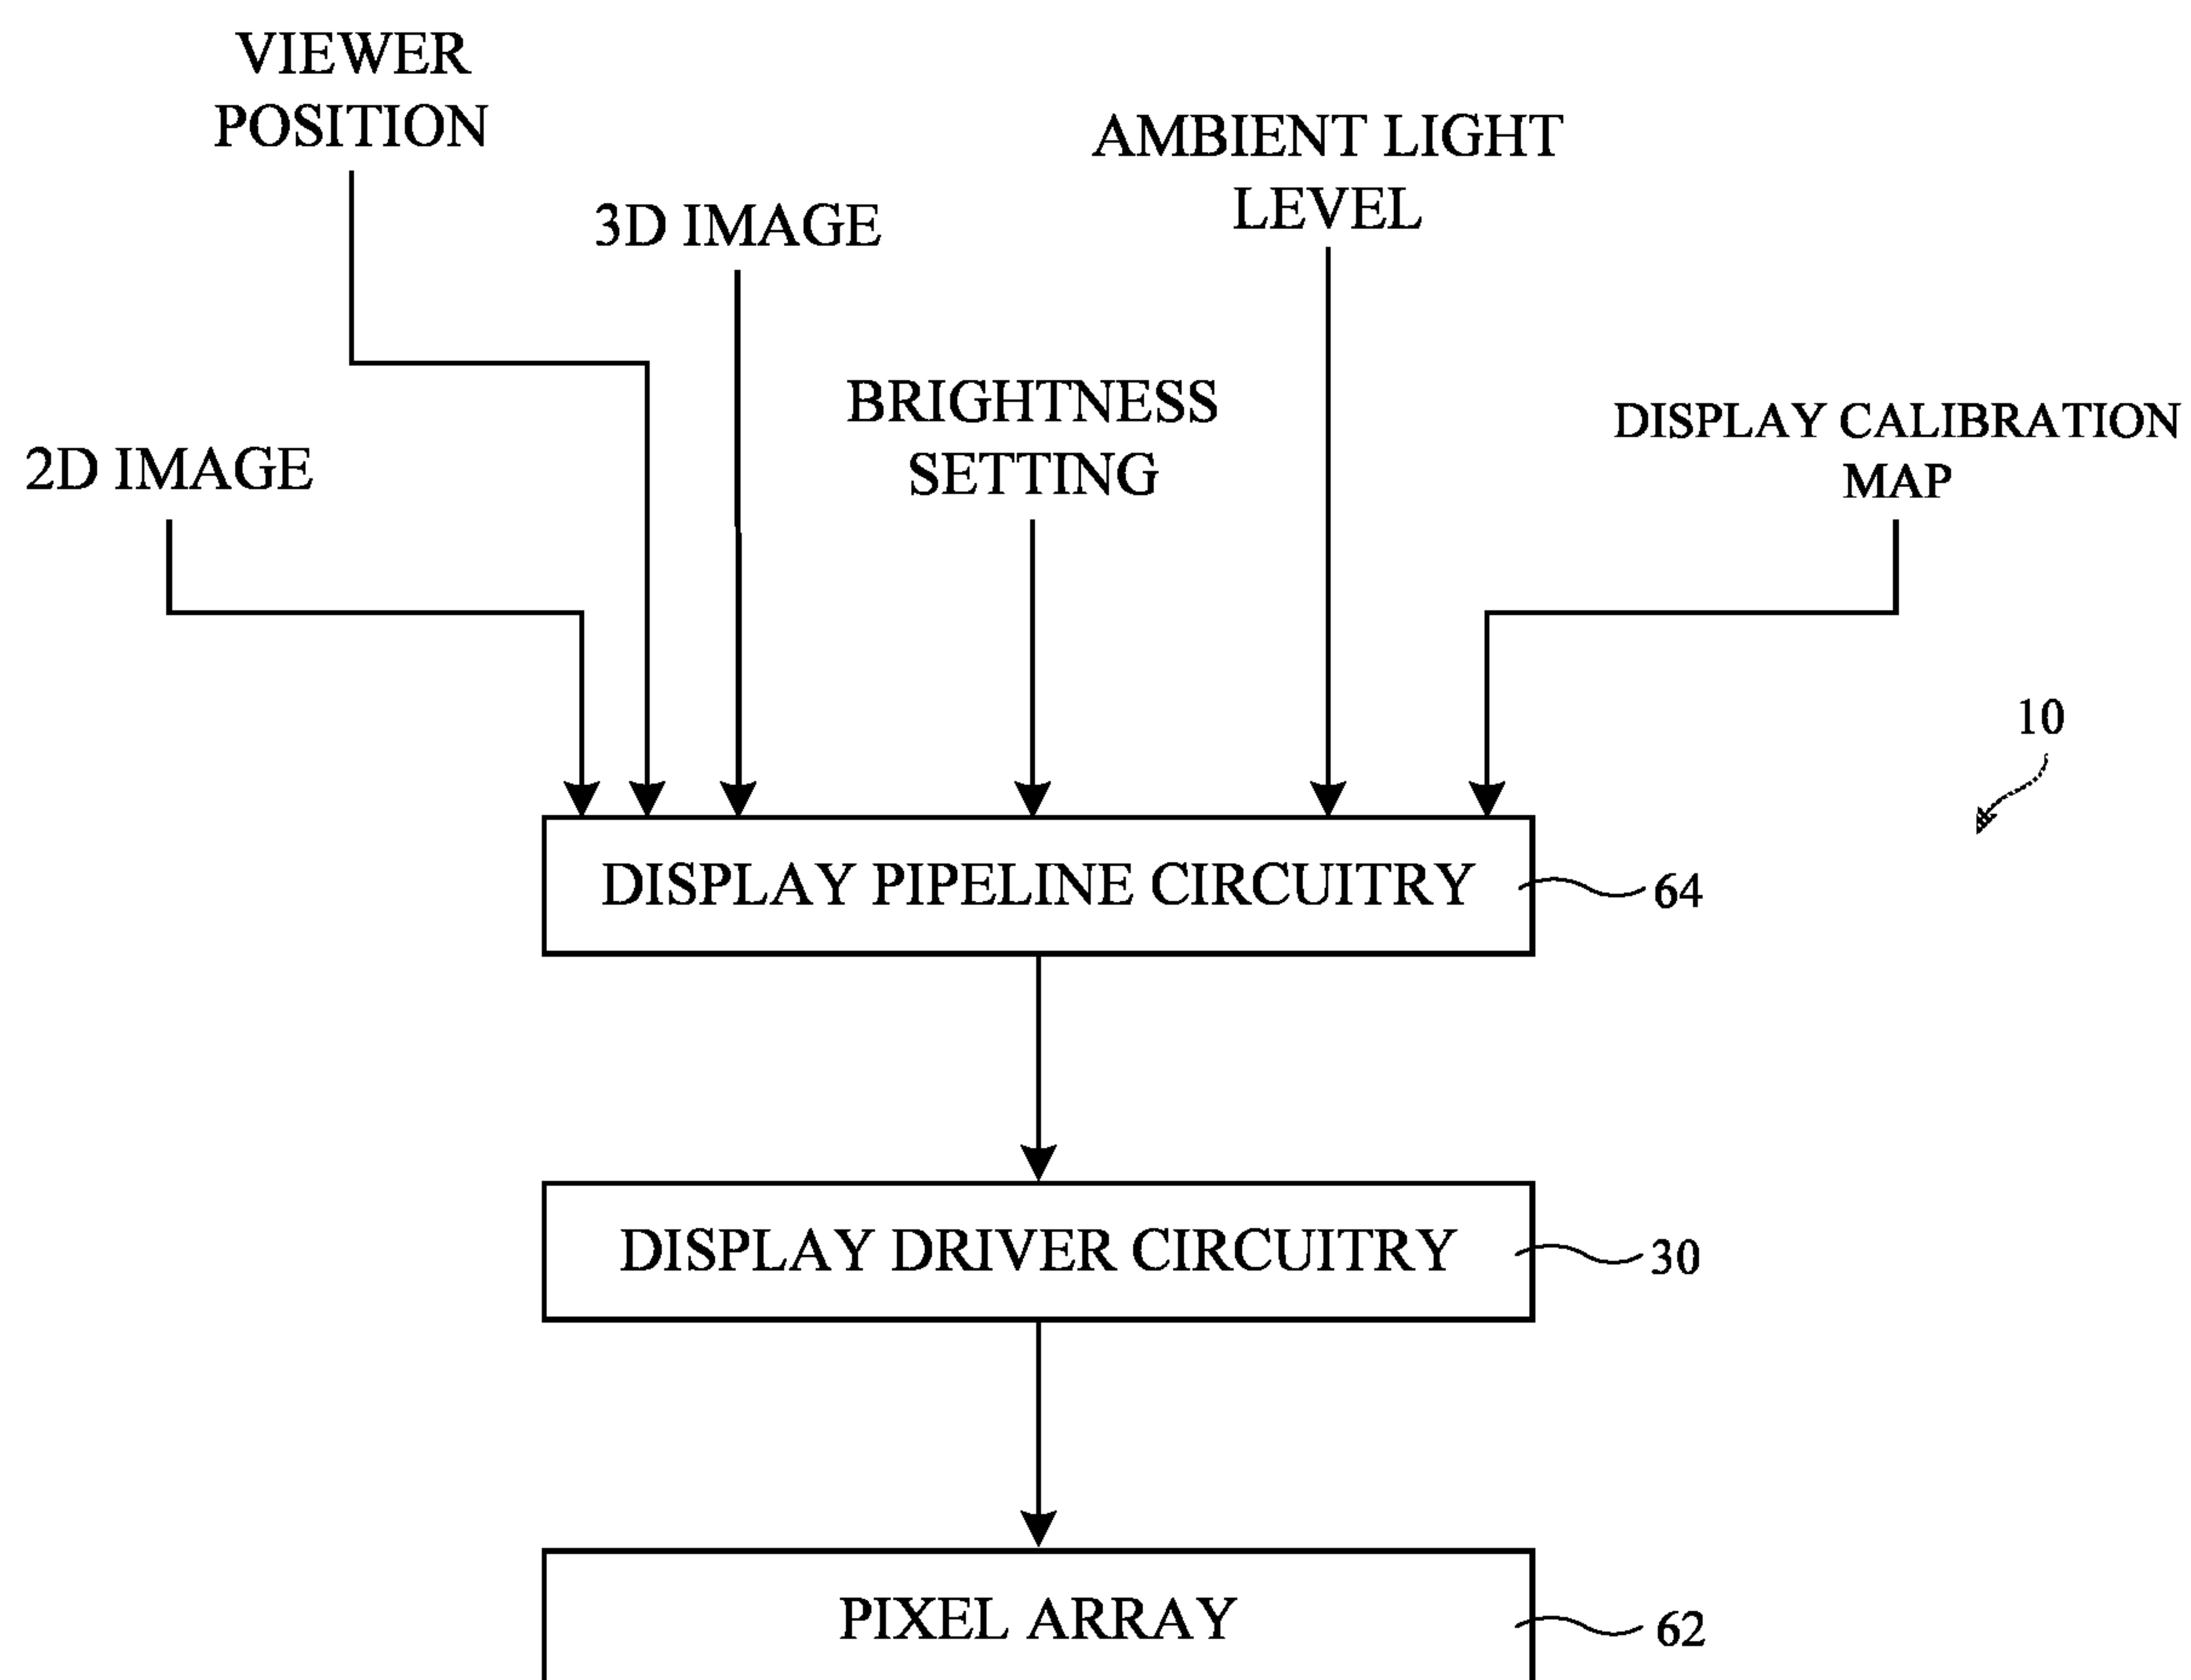 VIEWER
POSITION
AMBIENT LIGHT
LEVEL
3D IMAGE
BRIGHTNESS
SETTING
DISPLAY CALIBRATION
MAP
2D IMAGE
10
DISPLAY PIPELINE CIRCUITRY
64
DISPLAY DRIVER CIRCUITRY
30
PIXEL ARRAY
62